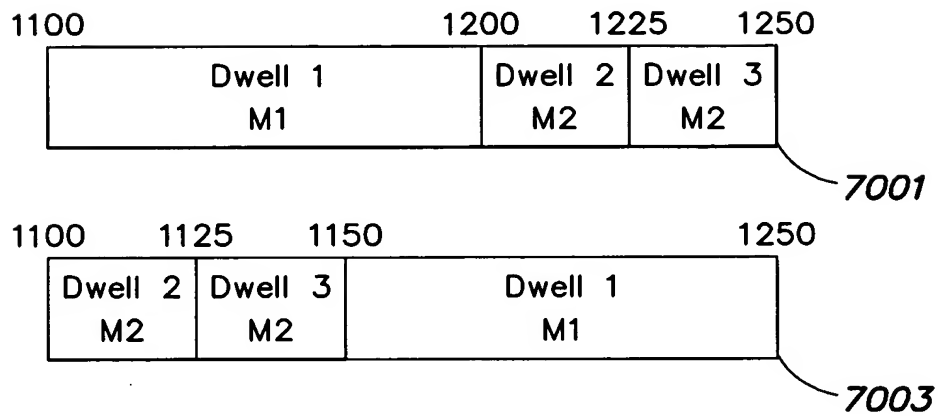 1100 1200 1225 1250
Dwell 1 Dwell 2 Dwell 3
M1 M2 M2
7001
1100 1125 1150 1250
Dwell 2 Dwell 3 Dwell 1
M2 M2 M1
7003